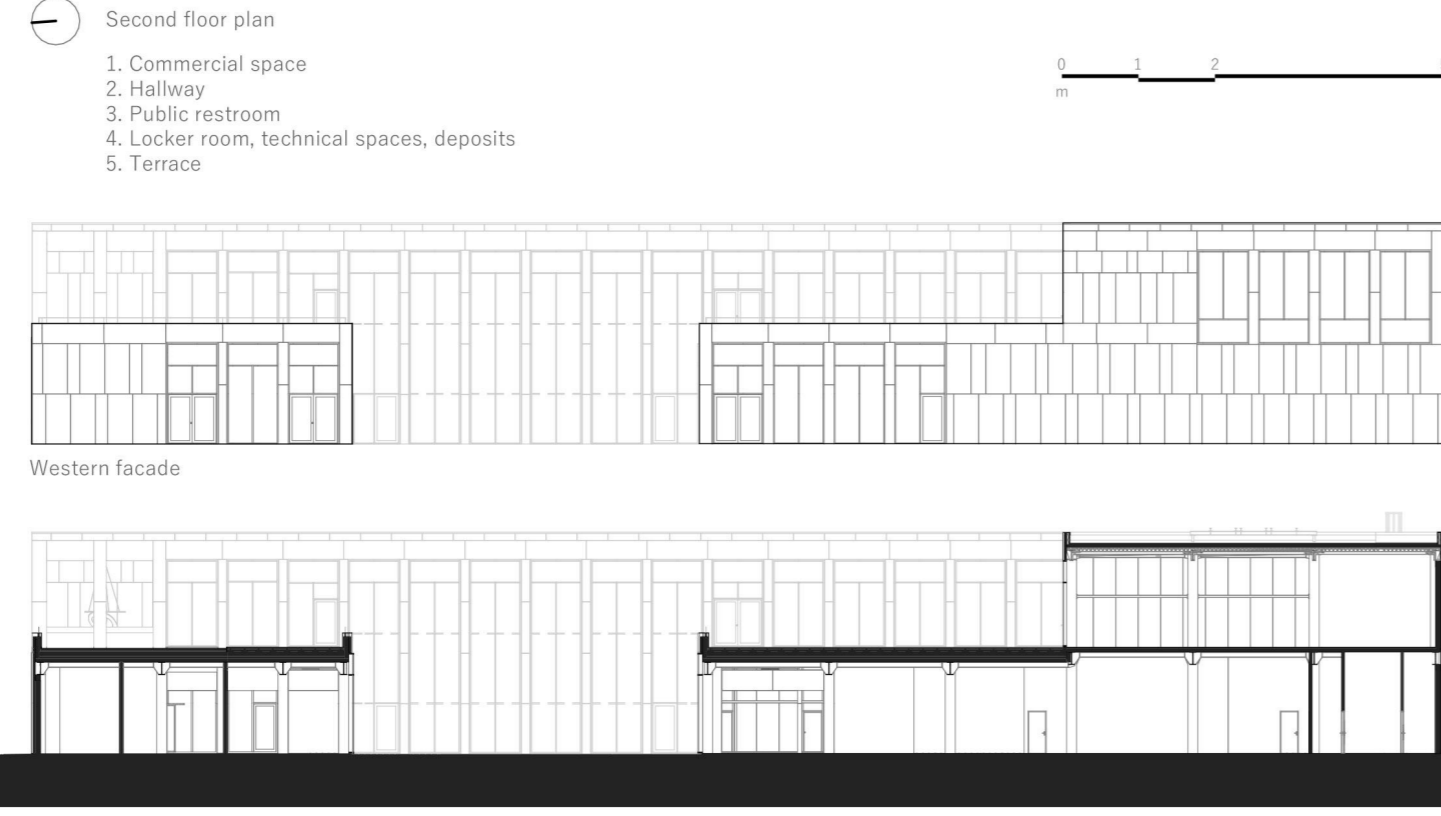 Second floor plan
1. Commercial space
2. Hallway
3. Public restroom
4. Locker room, technical spaces, deposits
5. Terrace
0 1 2
m
Western facade